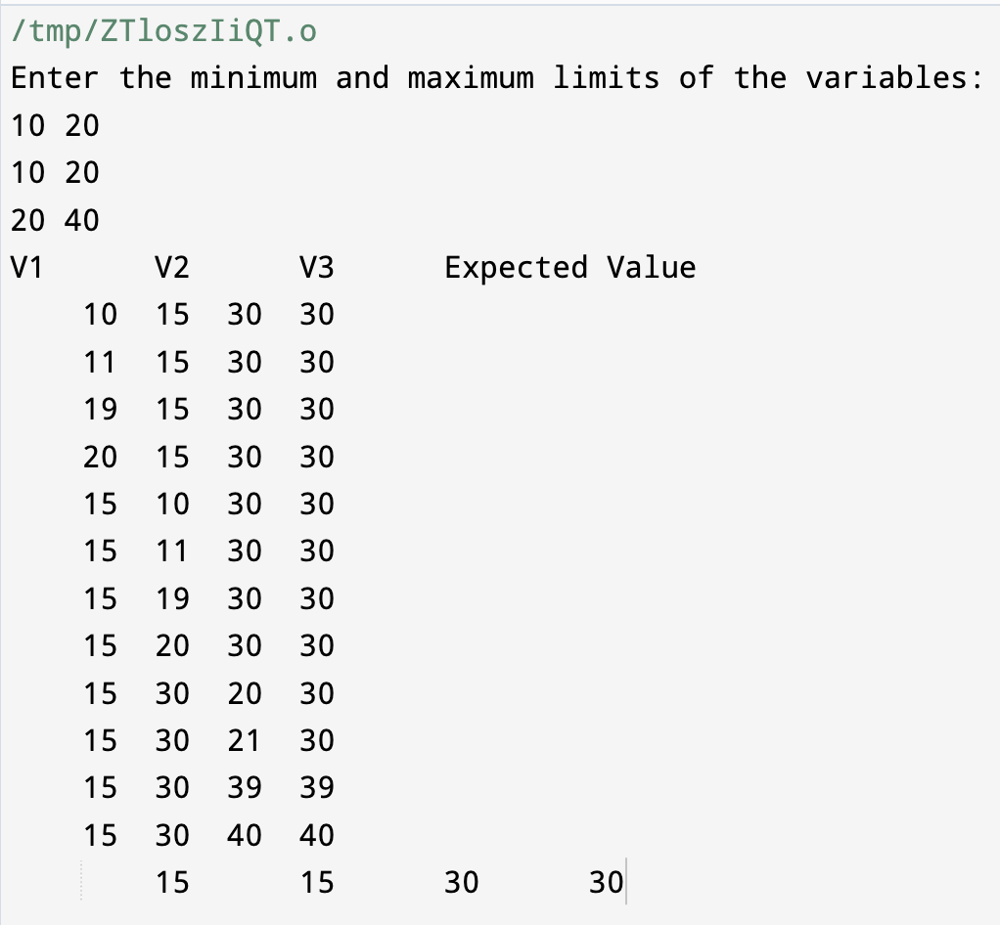 /tmp/ZTloszIiQT.o
Enter the minimum and maximum limits of the variables:
10 20
10 20
20 40
V1 V2 V3 Expected Value
10 15 30 30
11 15 30 30
19 15 30 30
20 15 30 30
15 10 30 30
15 11 30 30
15 19 30 30
15 20 30 30
15 30 20 30
15 30 21 30
15 30 39 39
15 30 40 40
15 15 30 30